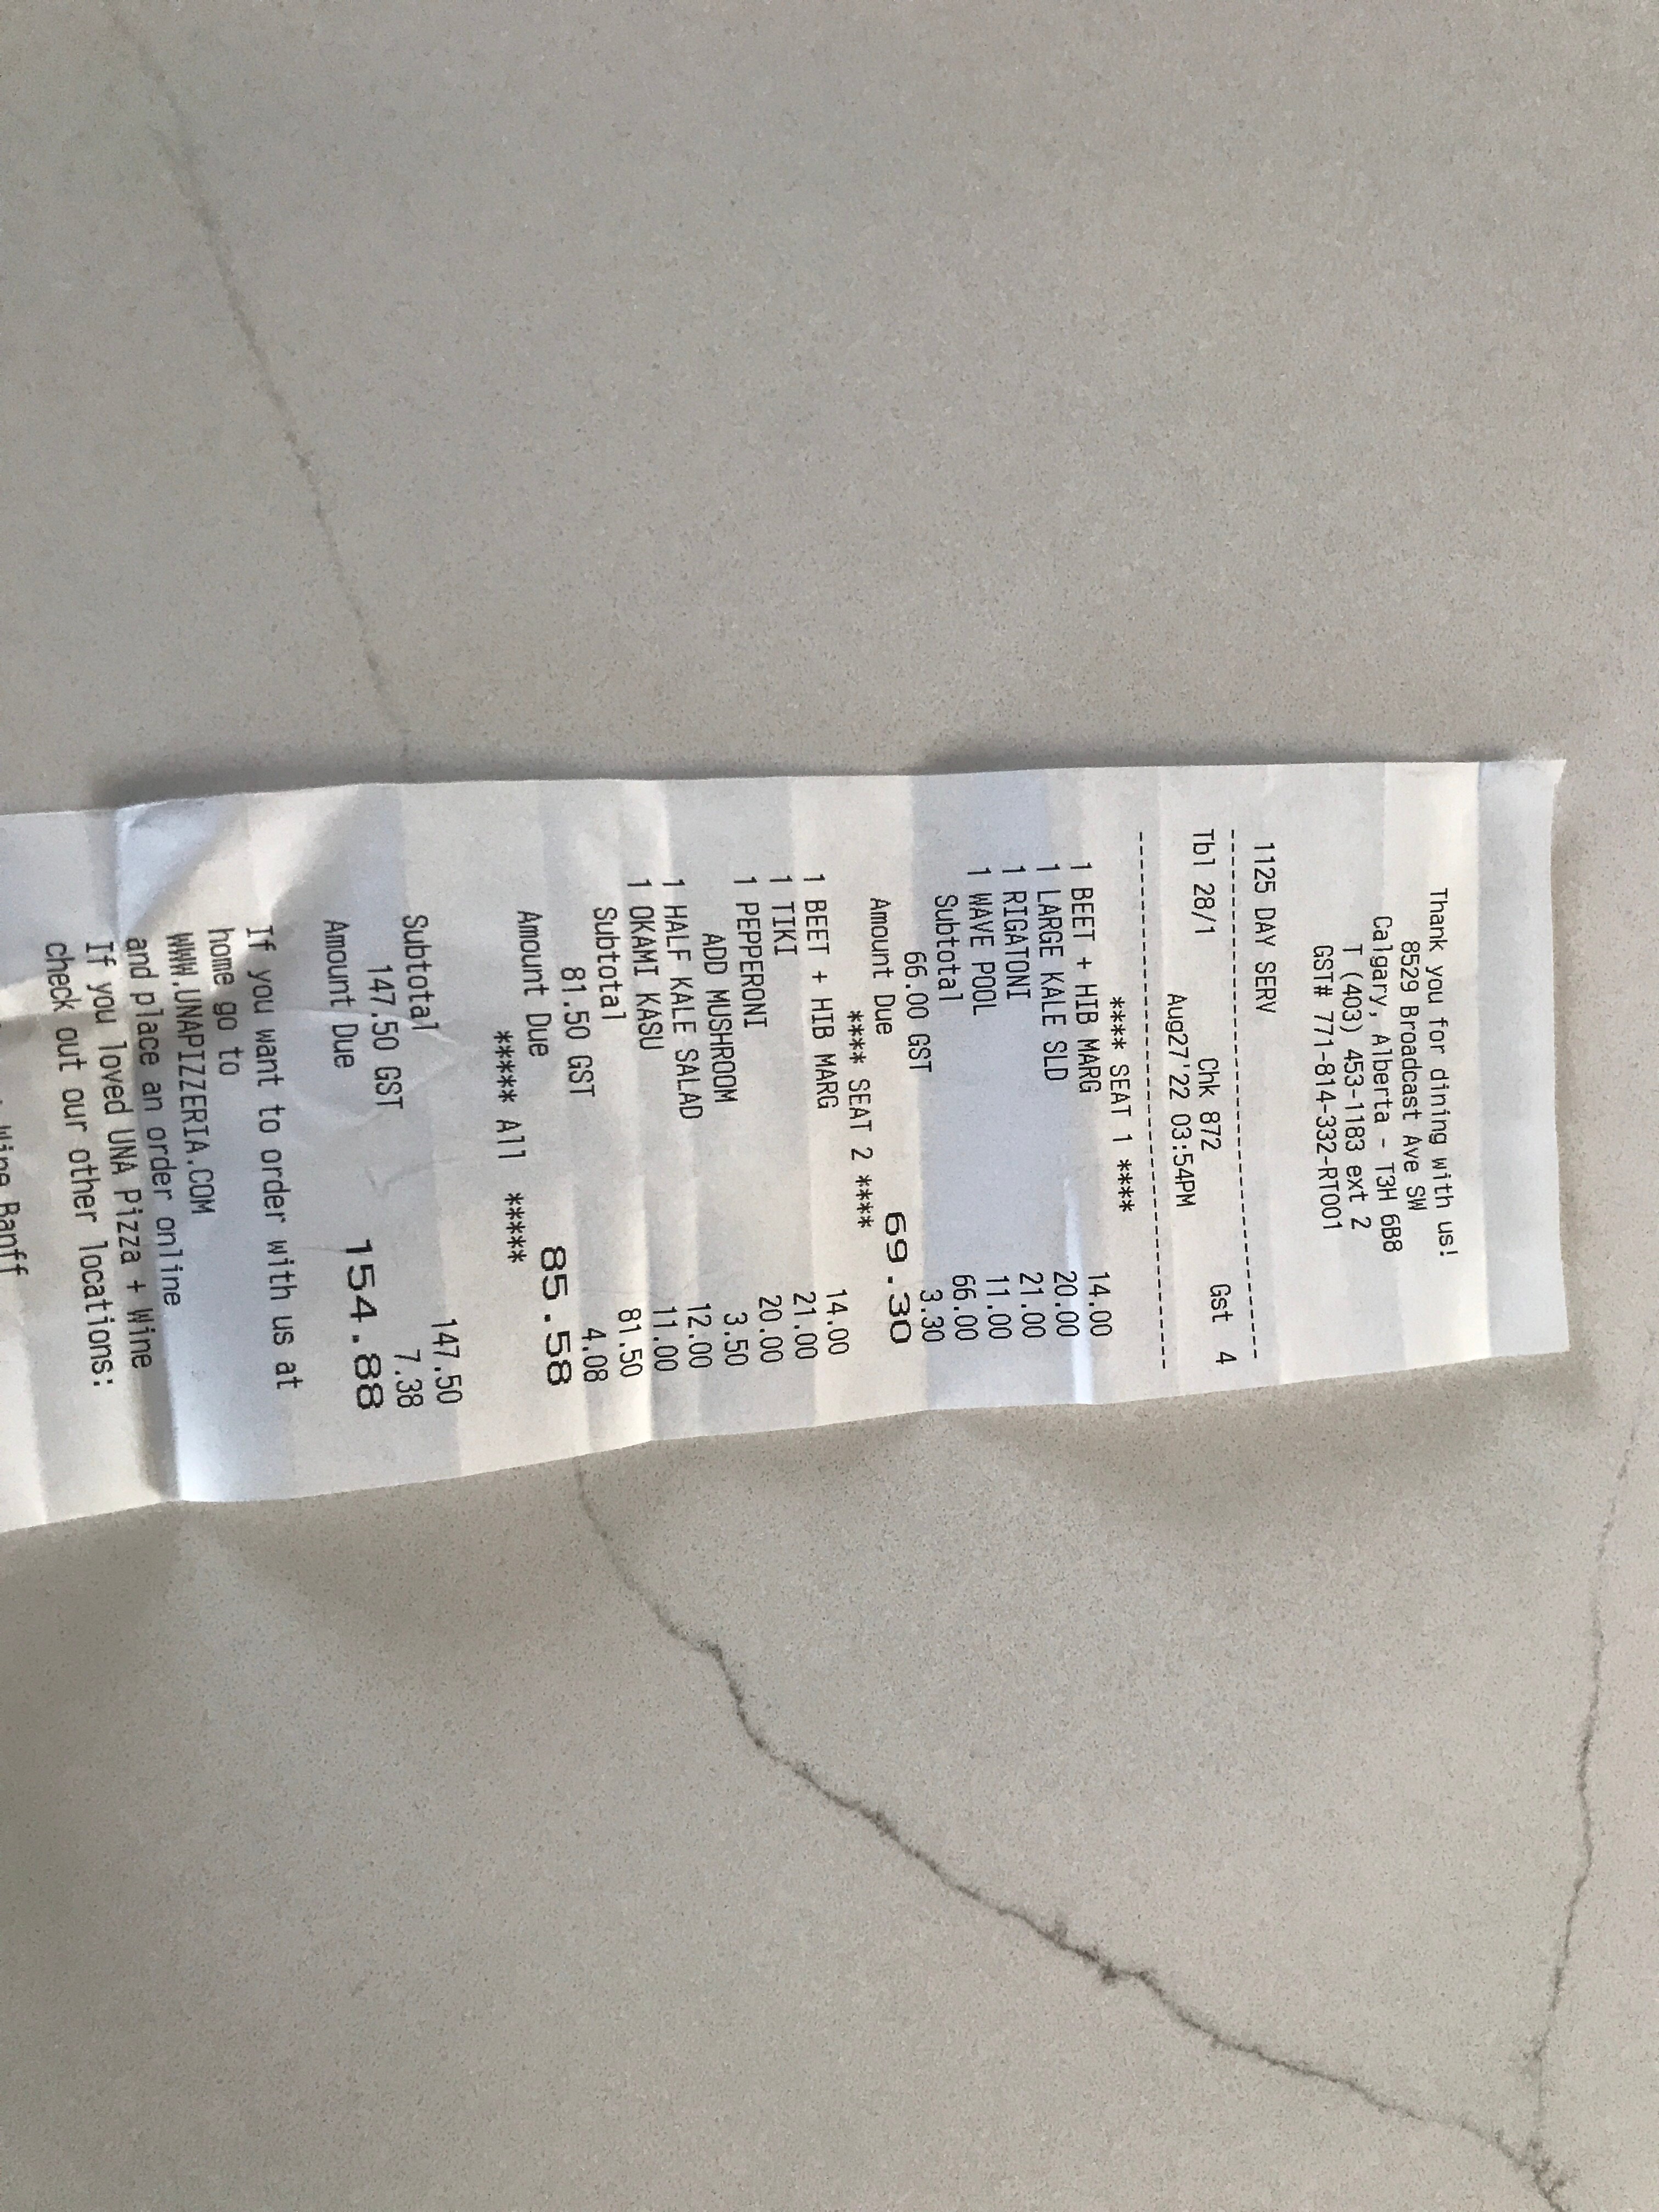 Thank you for dining with us!
8529 Broadcast Ave SW
Calgary, Alberta - T3H 6B8
T (403) 453-1183 ext 2
GST# 771-814-332-RT001
1125 DAY SERV
Tbl 28/1 Chk 872 Gst 4
Aug27'22 03:54PM
**** SEAT 1 ****
1 BEET + HIB MARG 14.00
1 LARGE KALE SLD 20.00
1 RIGATONI 21.00
1 WAVE POOL 11.00
Subtotal 66.00
66.00 GST 3.30
Amount Due 69.30
**** SEAT 2 ****
1 BEET + HIB MARG 14.00
1 TIKI 21.00
1 PEPPERONI 20.00
ADD MUSHROOM 3.50
1 HALF KALE SALAD 12.00
1 OKAMI KASU 11.00
Subtotal 81.50
81.50 GST 4.08
Amount Due 85.58
***** All *****
Subtotal 147.50
147.50 GST 7.38
Amount Due 154.88
If you want to order with us at
home go to
WWW.UNAPIZZERIA.COM
and place an order online
If you loved UNA Pizza + Wine
check out our other locations:
Wine Banff